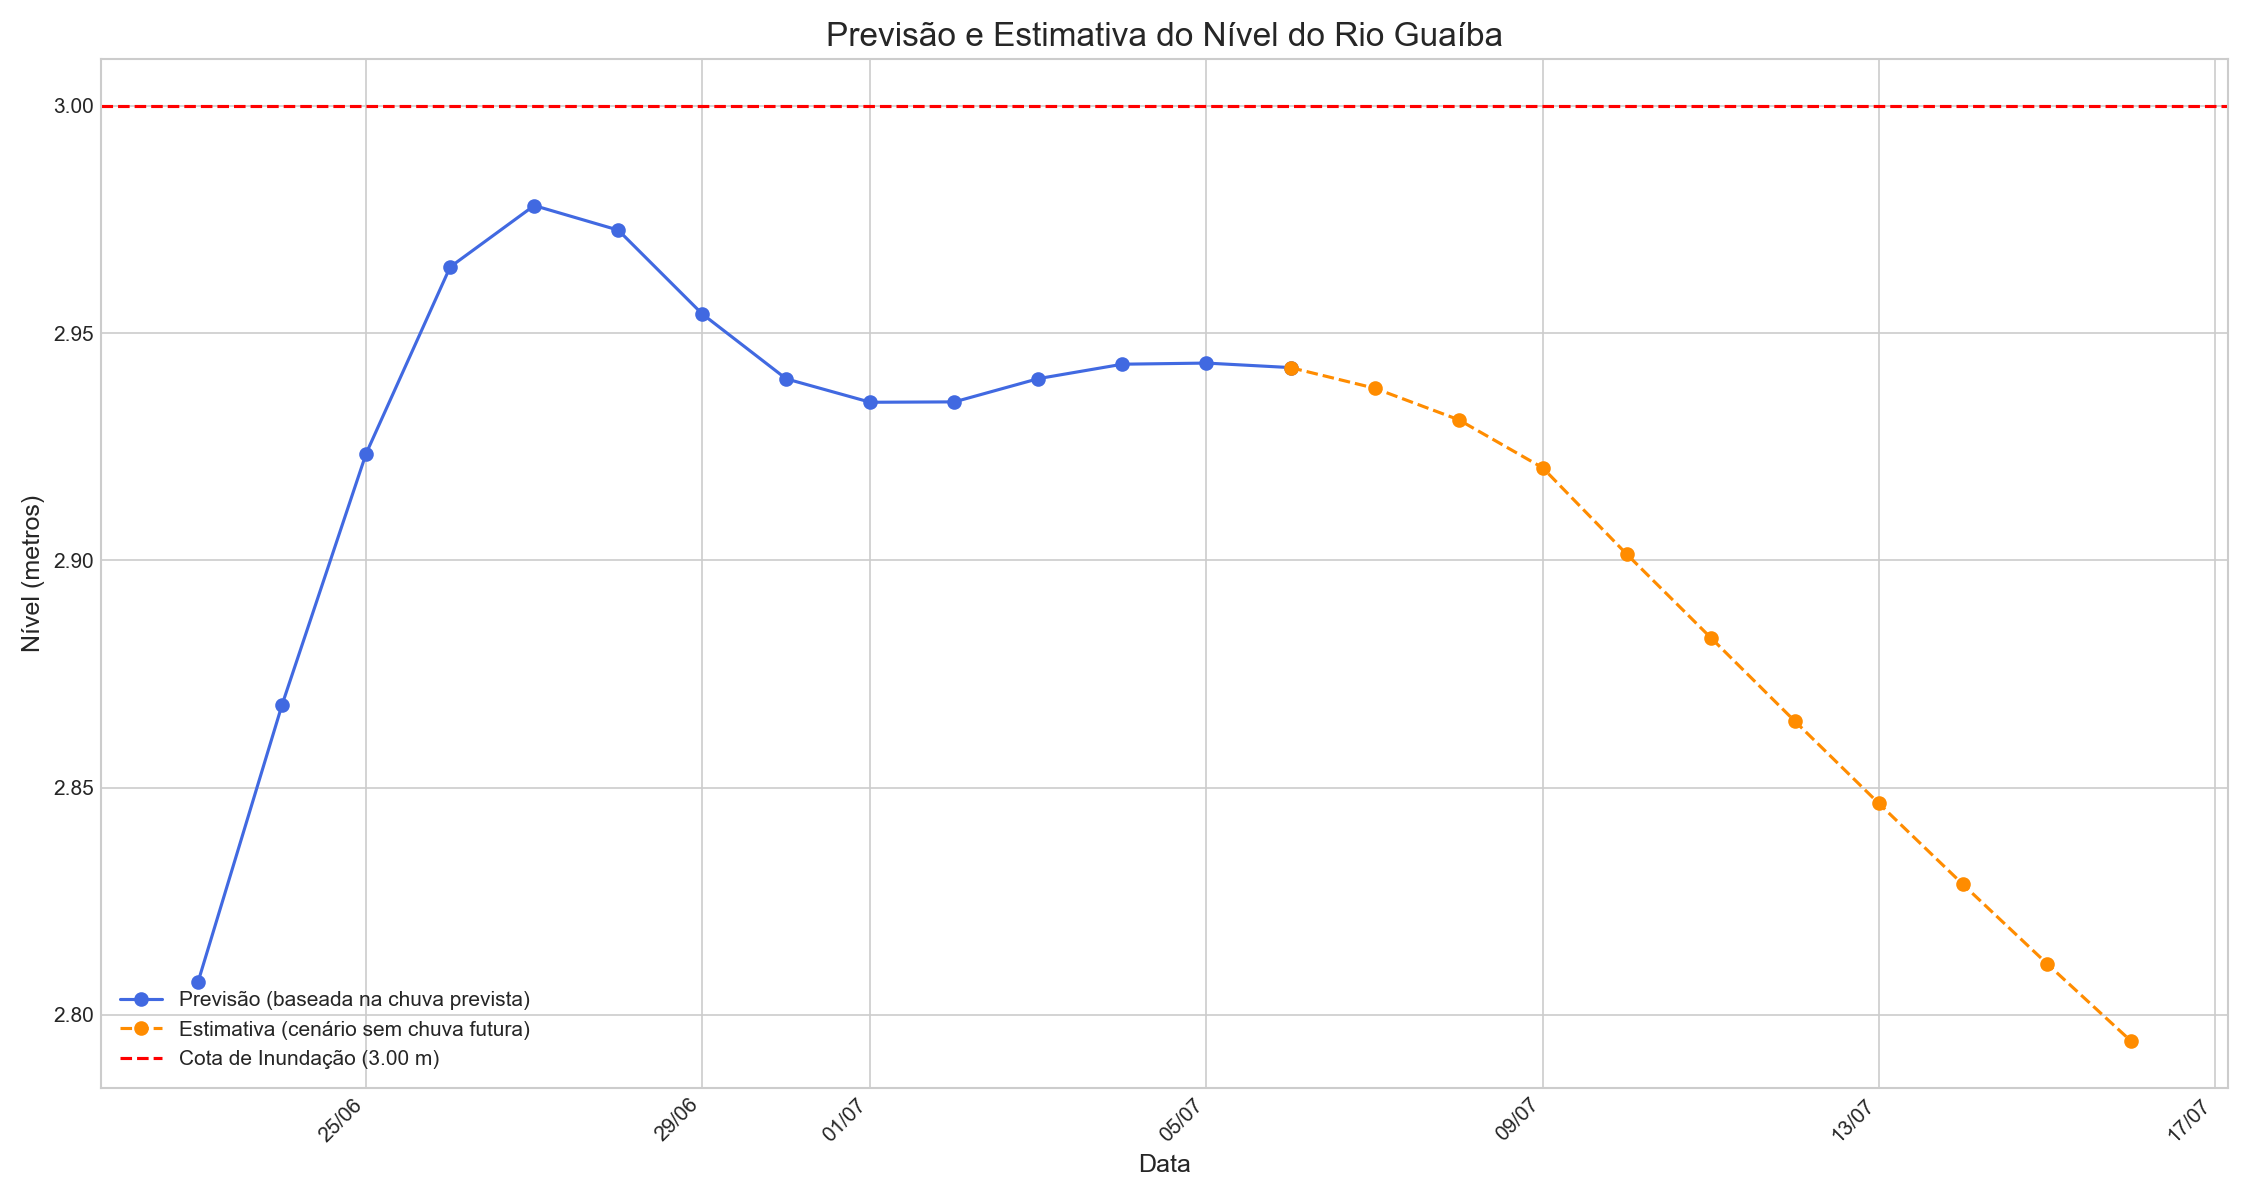 Previsão e Estimativa do Nível do Rio Guaíba
3.00
2.95
2.90
2.85
2.80
Nível (metros)
Previsão (baseada na chuva prevista)
Estimativa (cenário sem chuva futura)
Cota de Inundação (3.00 m)
25/06
29/06
01/07
05/07
09/07
13/07
17/07
Data